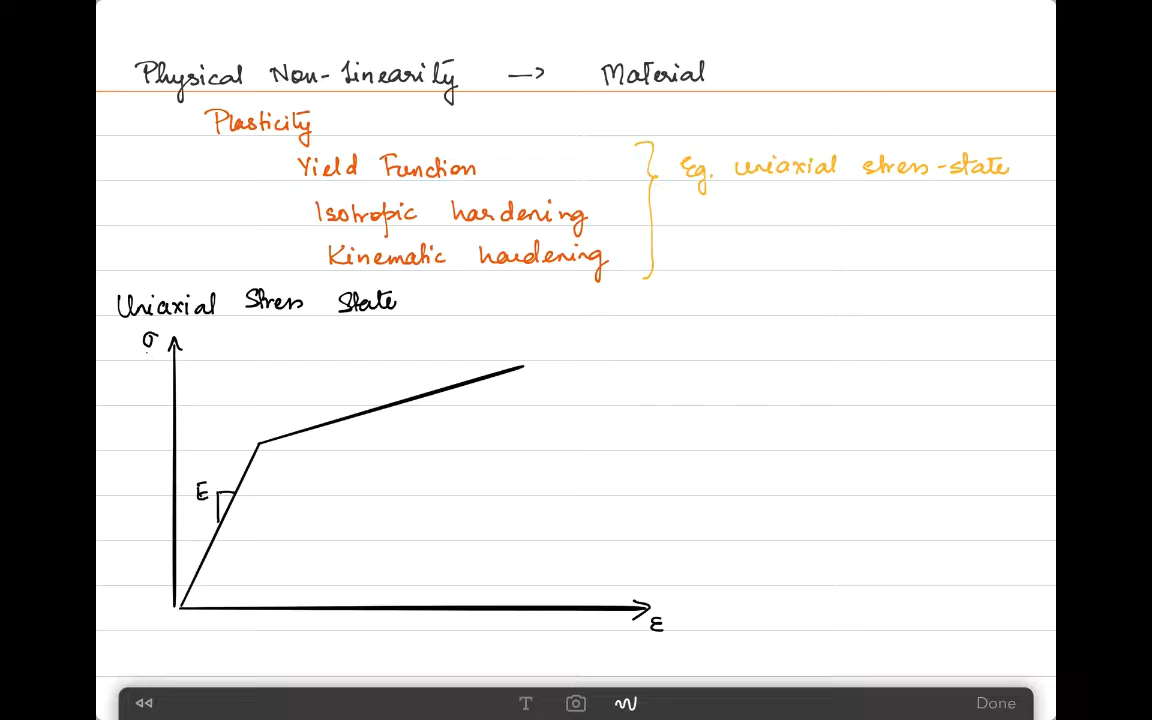 Physical Non-Linearity → Material
Plasticity
Yield Function
Eg. uniaxial stress-state
Isotropic hardening
Kinematic hardening
Uniaxial Stress State
σ
E
ε
T
Done